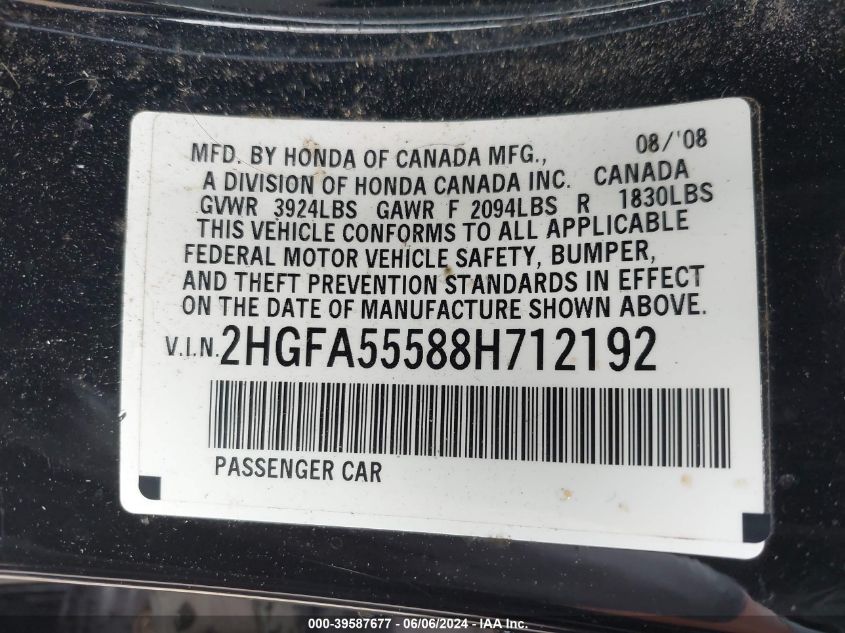 MFD. BY HONDA OF CANADA MFG., 08/'08
A DIVISION OF HONDA CANADA INC. CANADA
GVWR 3924LBS GAWR F 2094LBS R 1830LBS
THIS VEHICLE CONFORMS TO ALL APPLICABLE
FEDERAL MOTOR VEHICLE SAFETY, BUMPER,
AND THEFT PREVENTION STANDARDS IN EFFECT
ON THE DATE OF MANUFACTURE SHOWN ABOVE.
V.I.N. 2HGFA55588H712192
PASSENGER CAR
000-39587677 - 06/06/2024 - © COPYRIGHT IAA, LLC